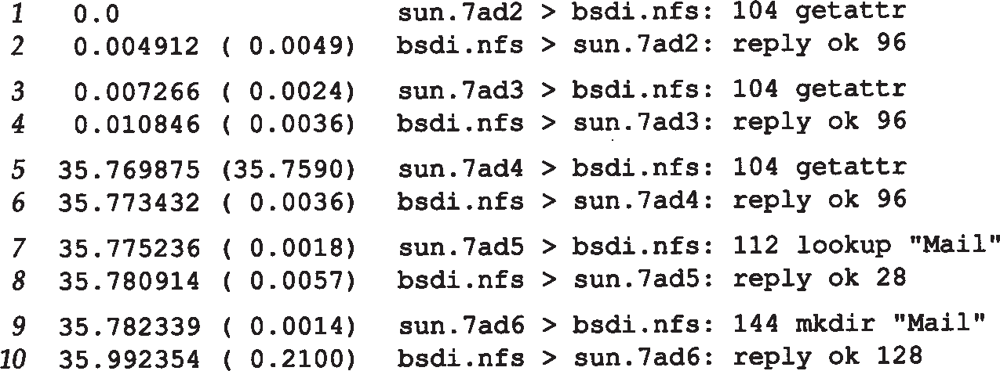 1 0.0 sun.7ad2 > bsdi.nfs: 104 getattr
2 0.004912 ( 0.0049) bsdi.nfs > sun.7ad2: reply ok 96
3 0.007266 ( 0.0024) sun.7ad3 > bsdi.nfs: 104 getattr
4 0.010846 ( 0.0036) bsdi.nfs > sun.7ad3: reply ok 96
5 35.769875 (35.7590) sun.7ad4 > bsdi.nfs: 104 getattr
6 35.773432 ( 0.0036) bsdi.nfs > sun.7ad4: reply ok 96
7 35.775236 ( 0.0018) sun.7ad5 > bsdi.nfs: 112 lookup "Mail"
8 35.780914 ( 0.0057) bsdi.nfs > sun.7ad5: reply ok 28
9 35.782339 ( 0.0014) sun.7ad6 > bsdi.nfs: 144 mkdir "Mail"
10 35.992354 ( 0.2100) bsdi.nfs > sun.7ad6: reply ok 128